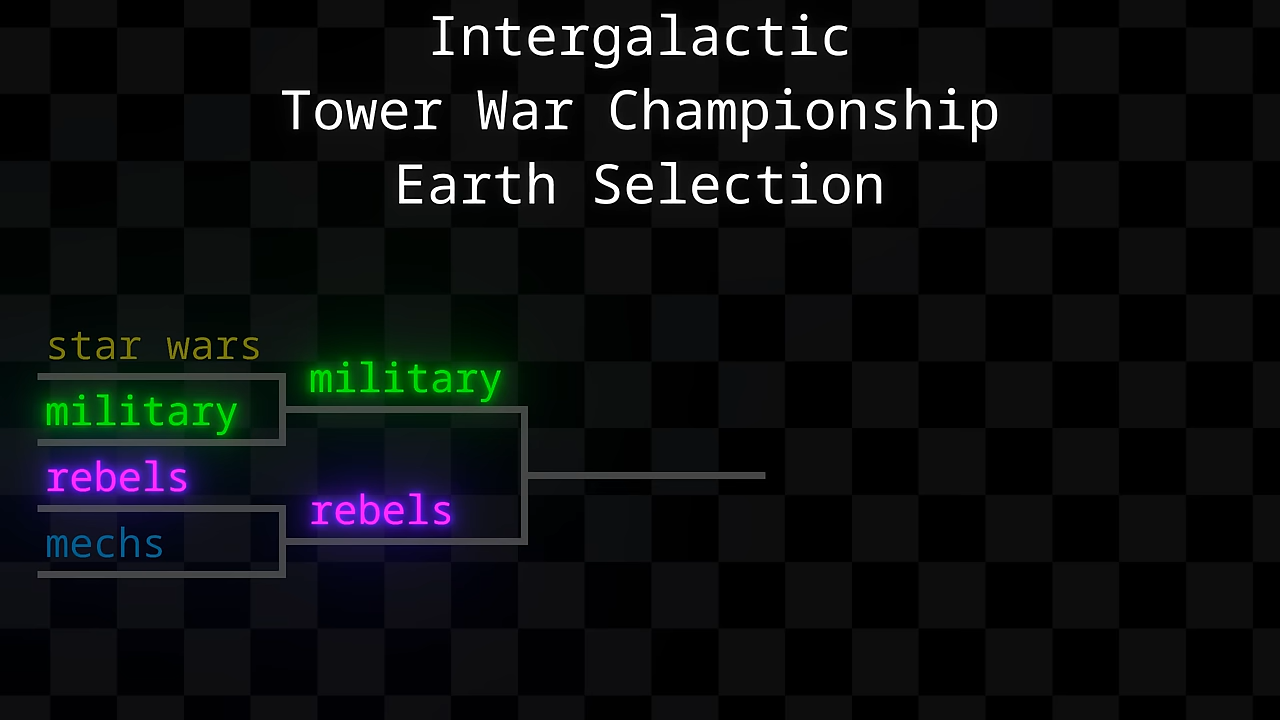 Intergalactic
Tower War Championship
Earth Selection
star wars
military
military
rebels
rebels
mechs